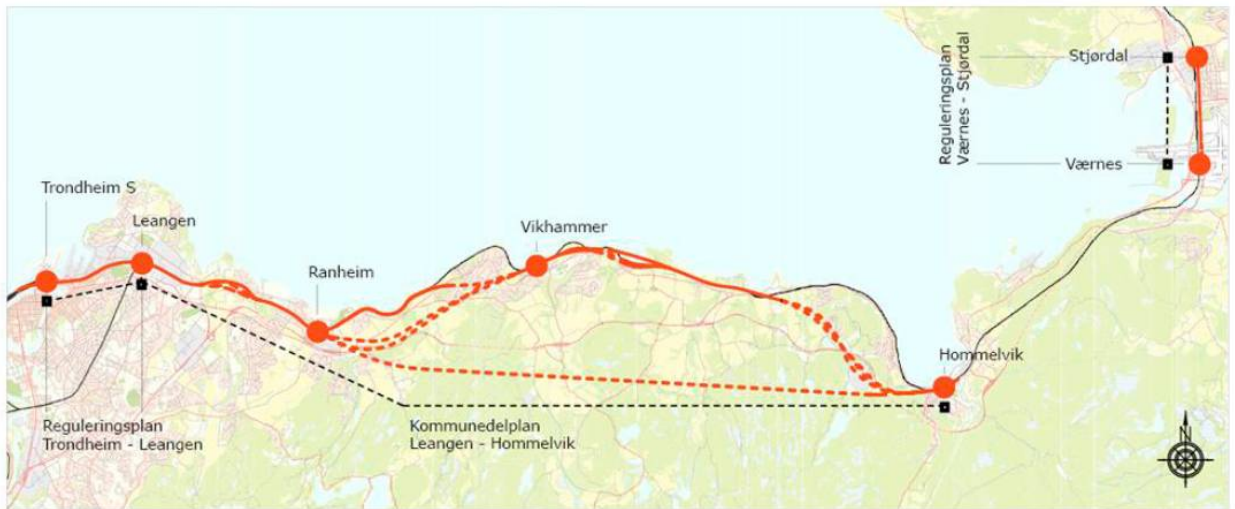 Reguleringsplan
Værnes - Stjørdal
Stjørdal
Værnes
Trondheim S
Leangen
Vikhammer
Ranheim
Hommelvik
Reguleringsplan
Trondheim - Leangen
Kommunedelplan
Leangen - Hommelvik
N